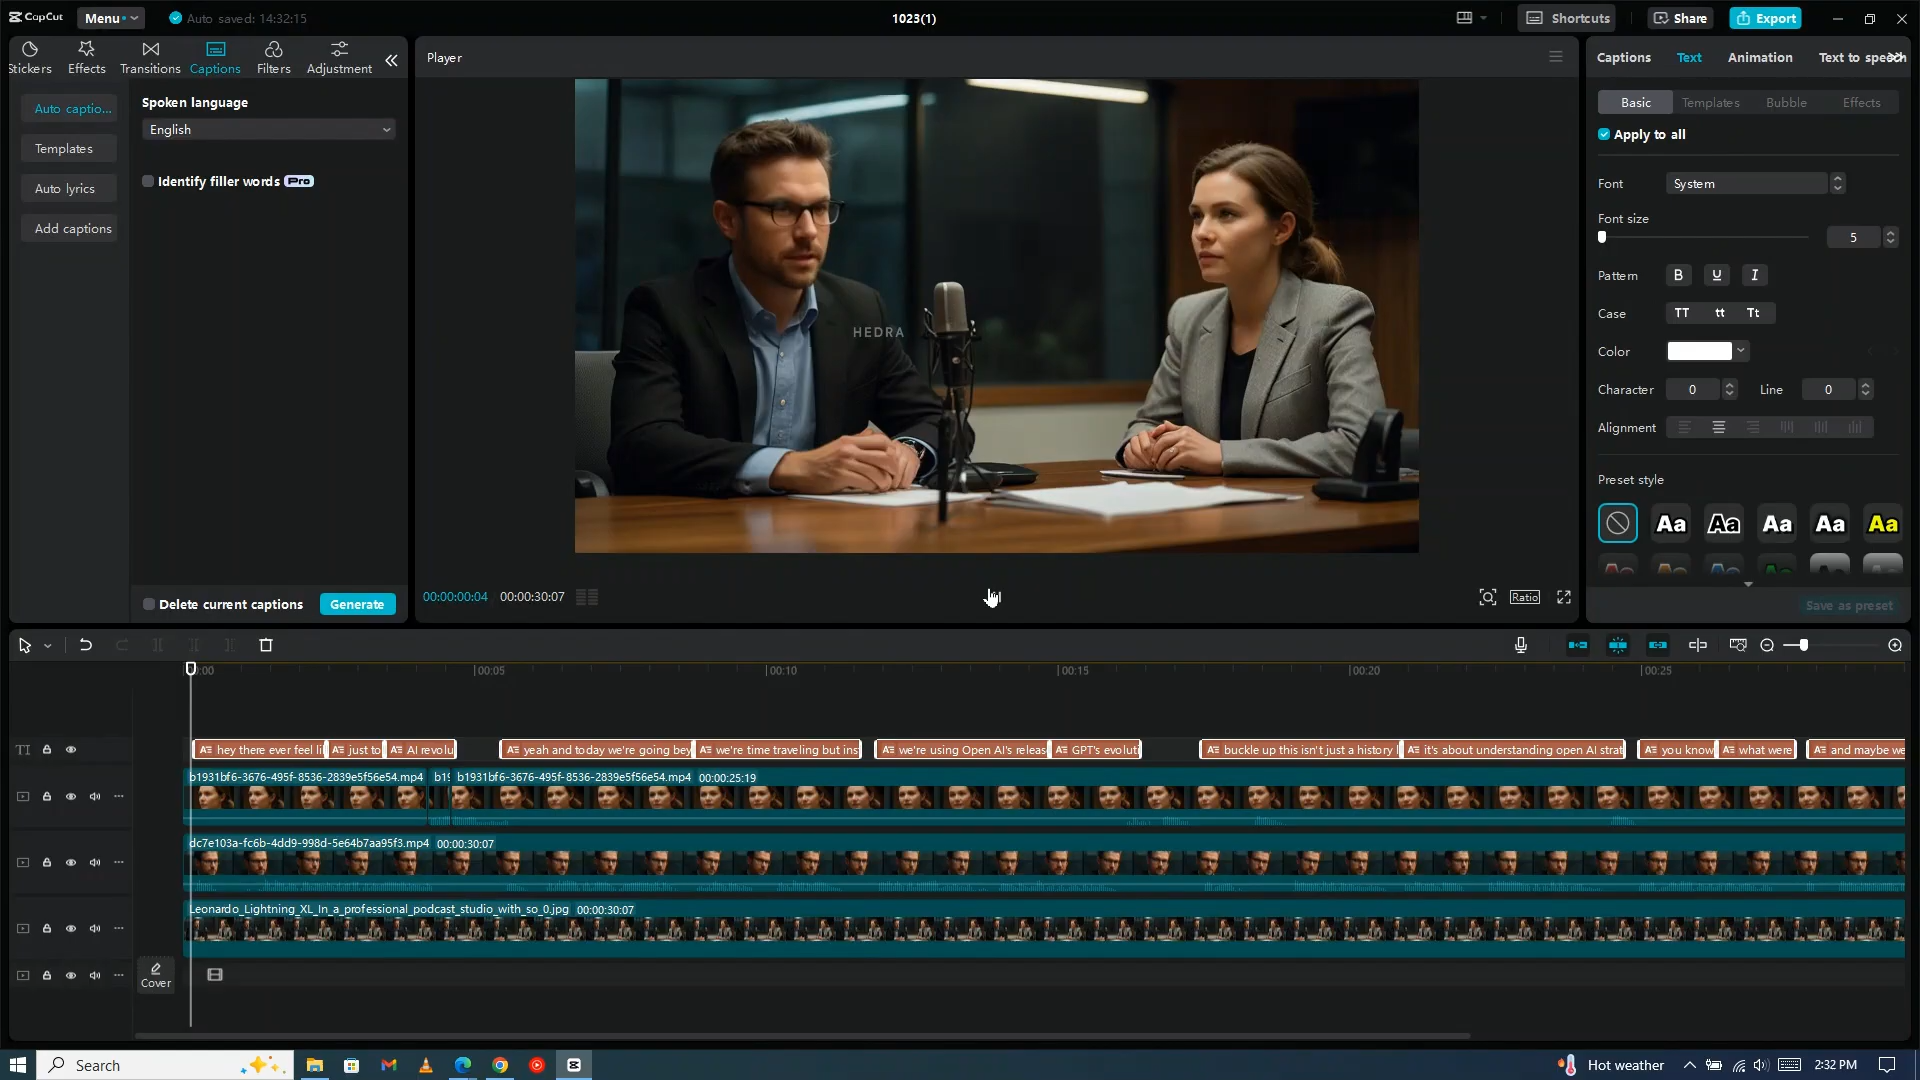 CapCut
Menu
Auto saved: 14:32:15
1023(1)
Shortcuts
Share
Export
Stickers
Effects
Transitions
Captions
Filters
Adjustment
Auto captio...
Templates
Auto lyrics
Add captions
Spoken language
English
Identify filler words Pro
Delete current captions
Generate
Player
HEDRA
00:00:00:04 00:00:30:07
Ratio
Captions
Text
Animation
Text to speech
Basic
Templates
Bubble
Effects
Apply to all
Font
System
Font size
5
Pattern
B U I
Case
TT tt Tt
Color
Character
0
Line
0
Alignment
Preset style
Aa Aa Aa Aa Aa
Save as preset
00:05
00:10
00:15
00:20
00:25
TI
hey there ever feel li
just to
AI revolu
yeah and today we're going bey
we're time traveling but ins
we're using Open AI's releas
GPT's evoluti
buckle up this isn't just a history l
it's about understanding open AI strat
you know
what were
and maybe we
b1931bf6-3676-495f-8536-2839e5f56e54.mp4
b19
b1931bf6-3676-495f-8536-2839e5f56e54.mp4 00:00:25:19
dc7e103a-fc6b-4dd9-998d-5e64b7aa95f3.mp4 00:00:30:07
Leonardo_Lightning_XL_In_a_professional_podcast_studio_with_so_0.jpg 00:00:30:07
Cover
Search
Hot weather
2:32 PM